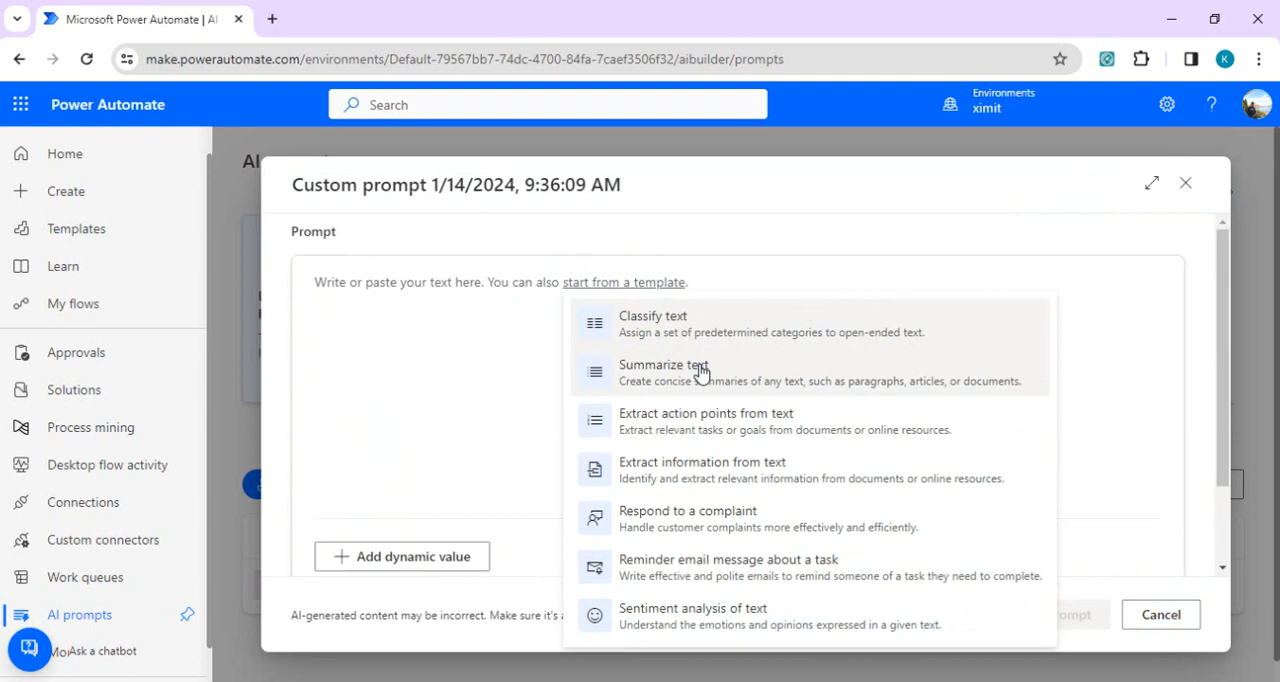 Microsoft Power Automate | AI
make.powerautomate.com/environments/Default-79567bb7-74dc-4700-84fa-7caef3506f32/aibuilder/prompts
K
Power Automate
Search
Environments
ximit
Home
Create
Templates
Learn
My flows
Approvals
Solutions
Process mining
Desktop flow activity
Connections
Custom connectors
Work queues
AI prompts
Ask a chatbot
AI
Custom prompt 1/14/2024, 9:36:09 AM
Prompt
Write or paste your text here. You can also start from a template.
Classify text
Assign a set of predetermined categories to open-ended text.
Summarize text
Create concise summaries of any text, such as paragraphs, articles, or documents.
Extract action points from text
Extract relevant tasks or goals from documents or online resources.
Extract information from text
Identify and extract relevant information from documents or online resources.
Respond to a complaint
Handle customer complaints more effectively and efficiently.
Reminder email message about a task
Write effective and polite emails to remind someone of a task they need to complete.
Sentiment analysis of text
Understand the emotions and opinions expressed in a given text.
Add dynamic value
AI-generated content may be incorrect. Make sure it's
Cancel